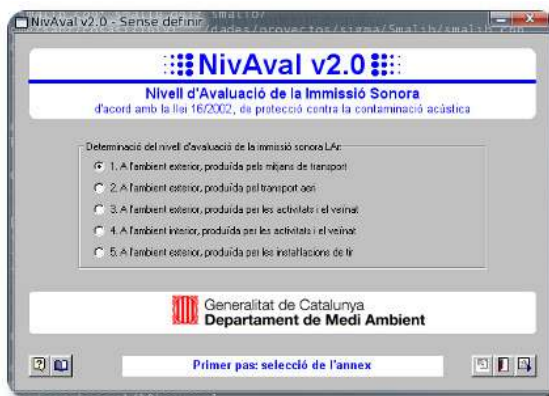 NivAval v2.0 - Sense definir
NivAval v2.0
Nivell d'Avaluació de la Immissió Sonora
d'acord amb la llei 16/2002, de protecció contra la contaminació acústica
Determinació del nivell d'avaluació de la immissió sonora LAr:
1. A l'ambient exterior, produïda pels mitjans de transport
2. A l'ambient exterior, produïda pel transport aeri
3. A l'ambient exterior, produïda per les activitats i el veïnat
4. A l'ambient interior, produïda per les activitats i el veïnat
5. A l'ambient exterior, produïda per les instal·lacions de tir
Generalitat de Catalunya
Departament de Medi Ambient
Primer pas: selecció de l'annex